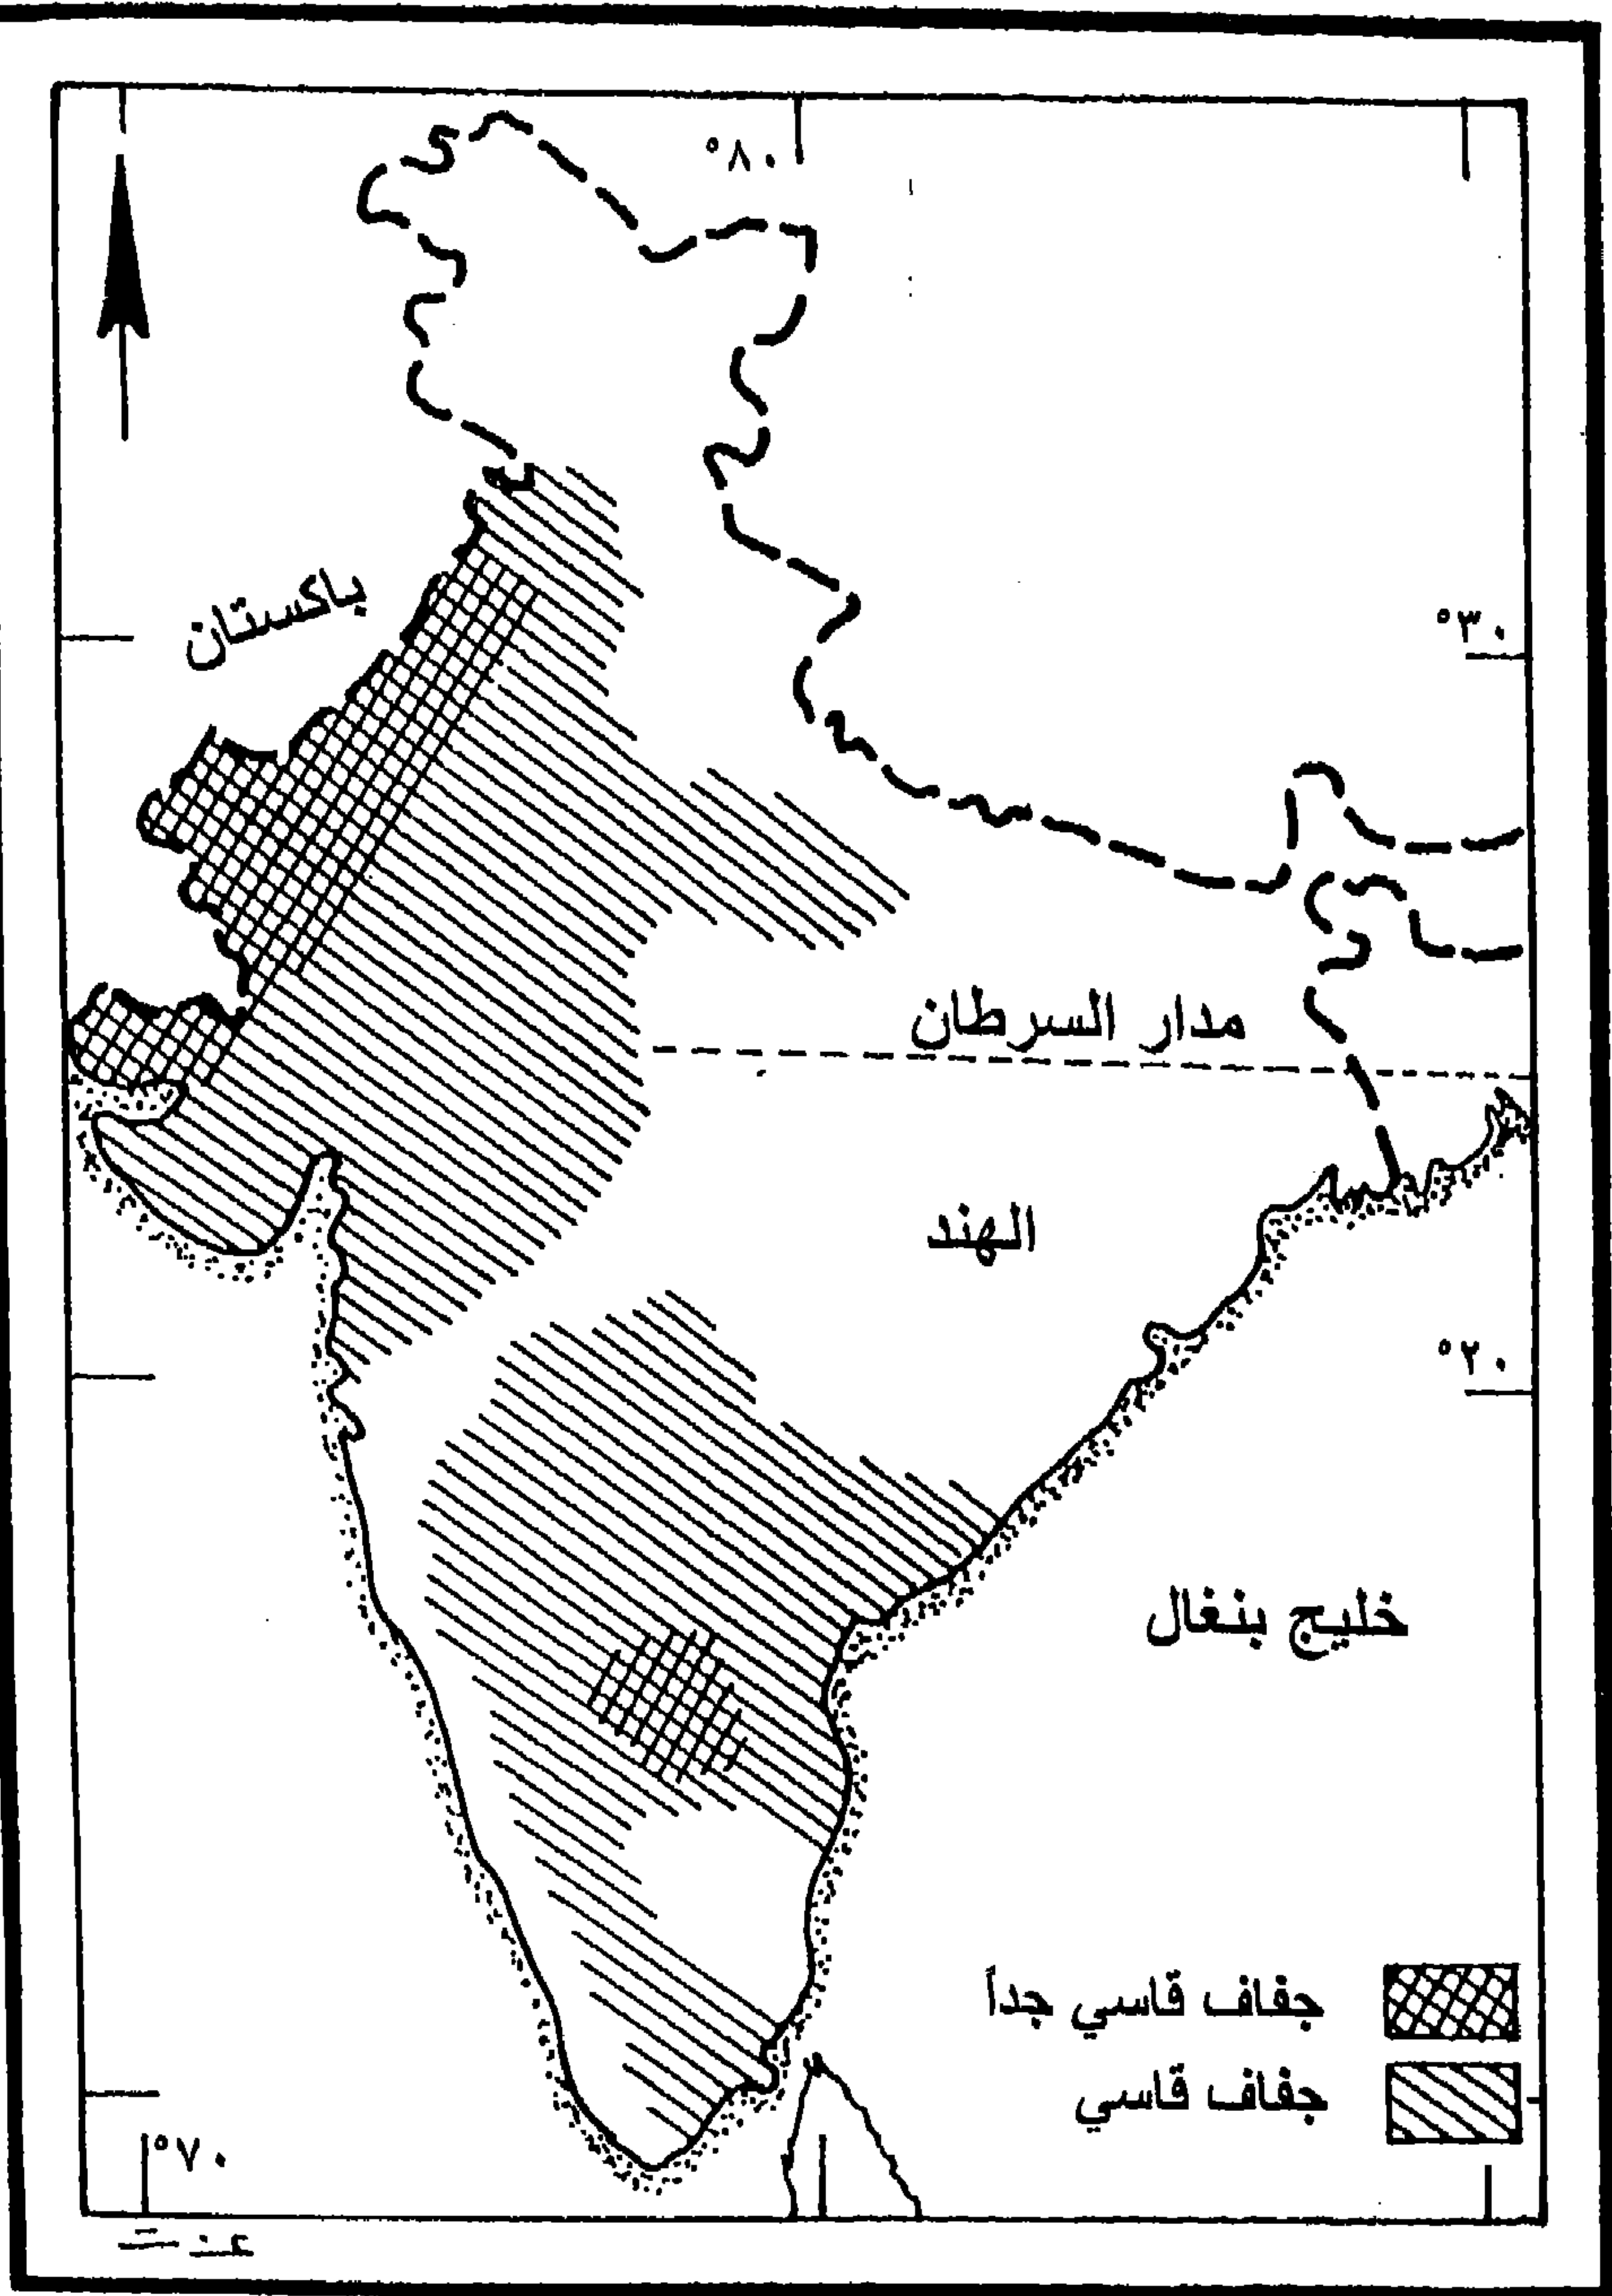 °٨٠
باكستان
°٣٠
مدار السرطان
الهند
°٢٠
خليج بنغال
جفاف قاسي جداً
جفاف قاسي
°٧٠